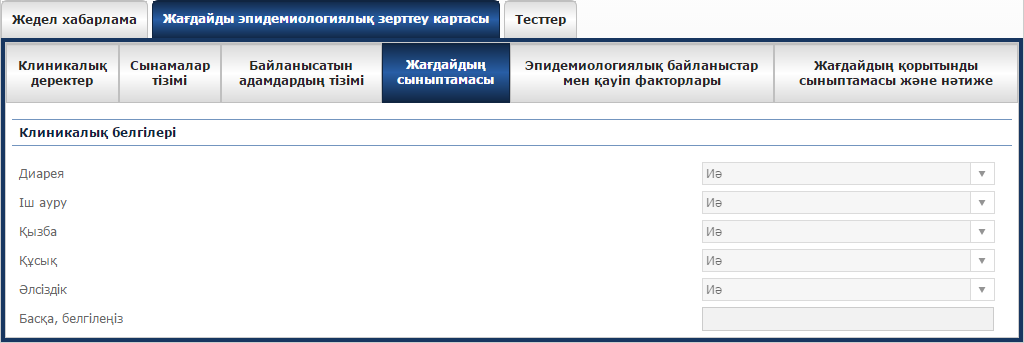 Жедел хабарлама
Жағдайды эпидемиологиялық зерттеу картасы
Тесттер
Клиникалық
деректер
Сынамалар
тізімі
Байланысатын
адамдардың тізімі
Жағдайдың
сыныптамасы
Эпидемиологиялық байланыстар
мен қауіп факторлары
Жағдайдың қорытынды
сыныптамасы және нәтиже
Клиникалық белгілері
Диарея
Иә
Іш ауру
Иә
Қызба
Иә
Құсық
Иә
Әлсіздік
Иә
Басқа, белгілеңіз